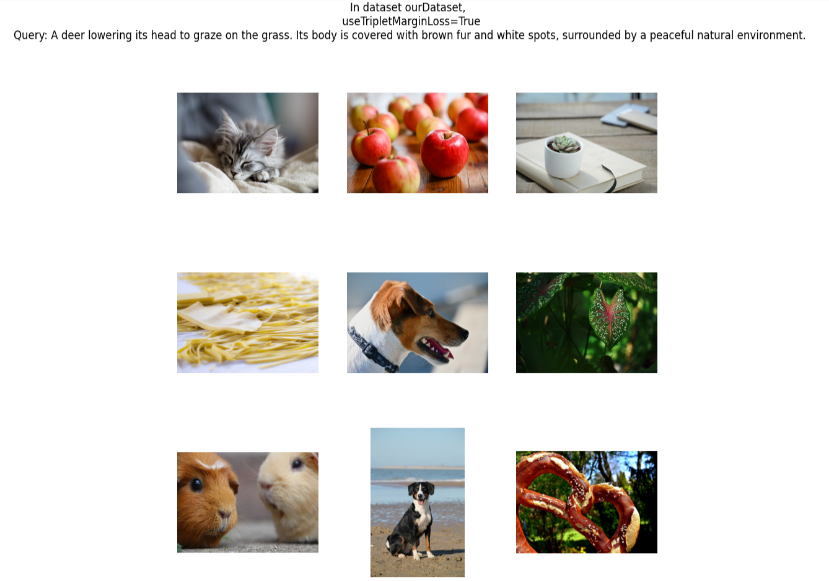 In dataset ourDataset,
useTripletMarginLoss=True
Query: A deer lowering its head to graze on the grass. Its body is covered with brown fur and white spots, surrounded by a peaceful natural environment.